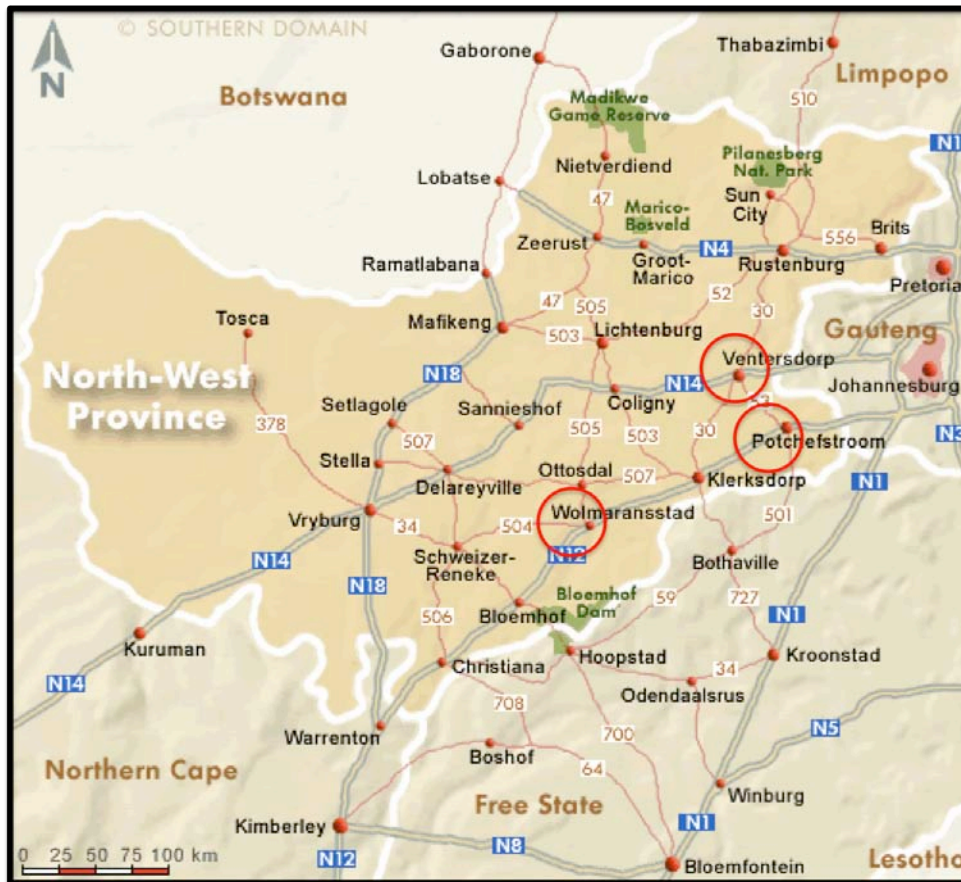 © SOUTHERN DOMAIN
N
Gaborone
Thabazimbi
Limpopo
Botswana
Madikwe
Game Reserve
510
N1
Nietverdiend
Pilanesberg
Nat. Park
Lobatse
47
Sun
City
Marico-
Bosveld
Zeerust
556
Brits
N4
Groot-
Marico
Rustenburg
Ramatlabana
Pretoria
52
47
505
30
Tosca
Mafikeng
503
Lichtenburg
Gauteng
Ventersdorp
North-West
Province
N18
N14
Johannesburg
Coligny
53
Setlagole
Sannieshof
378
507
505
503
30
N3
Potchefstroom
Stella
Ottosdal
507
Delareyville
Klerksdorp
N1
Vryburg
Wolmaransstad
501
34
504
N12
Schweizer-
Reneke
Bothaville
N14
N18
Bloemhof
Dam
59
727
Bloemhof
N1
506
Kuruman
Christiana
Hoopstad
Kroonstad
34
N14
Odendaalsrus
708
Warrenton
700
N5
Boshof
Northern Cape
64
Winburg
Free State
Kimberley
N1
N8
0 25 50 75 100 km
N12
Bloemfontein
Lesotho